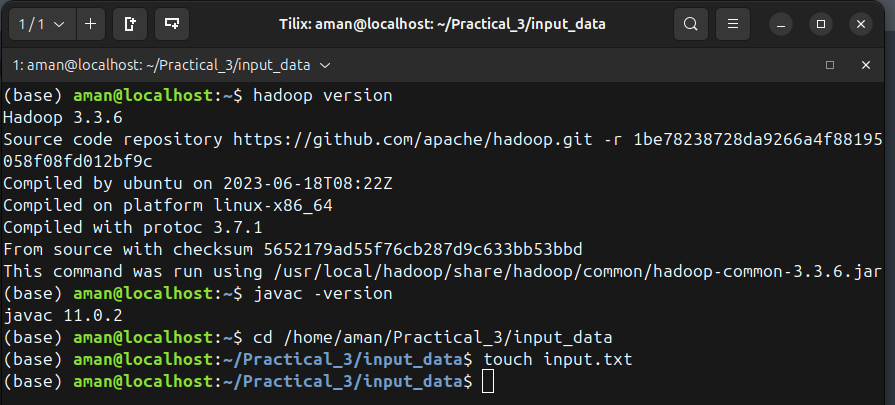 1 / 1
Tilix: aman@localhost: ~/Practical_3/input_data
1: aman@localhost: ~/Practical_3/input_data
(base) aman@localhost:~$ hadoop version
Hadoop 3.3.6
Source code repository https://github.com/apache/hadoop.git -r 1be78238728da9266a4f88195
058f08fd012bf9c
Compiled by ubuntu on 2023-06-18T08:22Z
Compiled on platform linux-x86_64
Compiled with protoc 3.7.1
From source with checksum 5652179ad55f76cb287d9c633bb53bbd
This command was run using /usr/local/hadoop/share/hadoop/common/hadoop-common-3.3.6.jar
(base) aman@localhost:~$ javac -version
javac 11.0.2
(base) aman@localhost:~$ cd /home/aman/Practical_3/input_data
(base) aman@localhost:~/Practical_3/input_data$ touch input.txt
(base) aman@localhost:~/Practical_3/input_data$